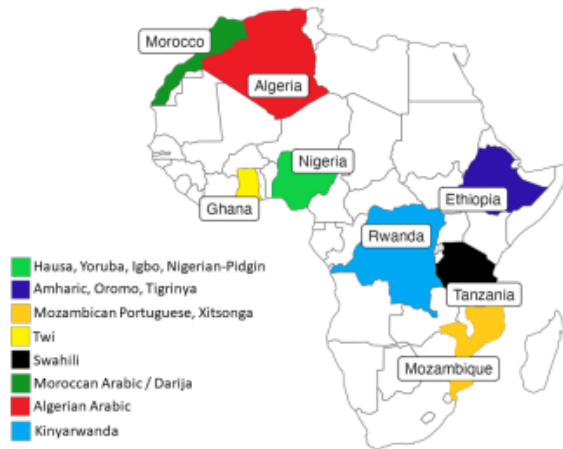 Morocco
Algeria
Nigeria
Ghana
Ethiopia
Rwanda
Tanzania
Mozambique
Hausa, Yoruba, Igbo, Nigerian-Pidgin
Amharic, Oromo, Tigrinya
Mozambican Portuguese, Xitsonga
Twi
Swahili
Moroccan Arabic / Darija
Algerian Arabic
Kinyarwanda